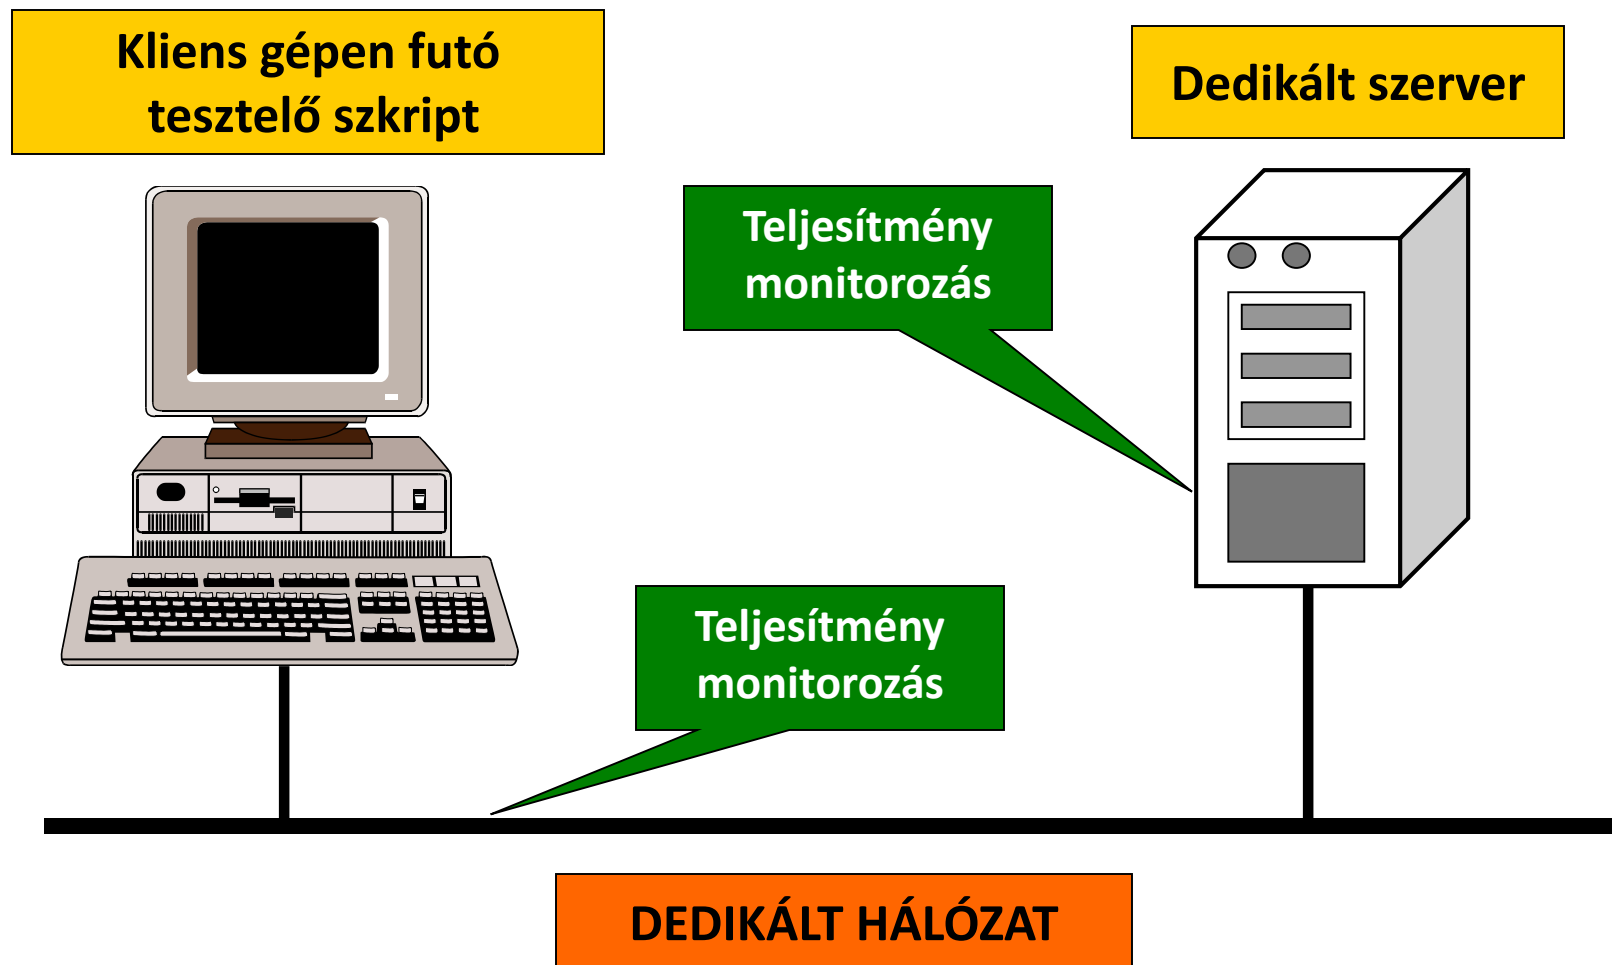 Kliens gépen futó
tesztelő szkript
Dedikált szerver
Teljesítmény
monitorozás
Teljesítmény
monitorozás
DEDIKÁLT HÁLÓZAT